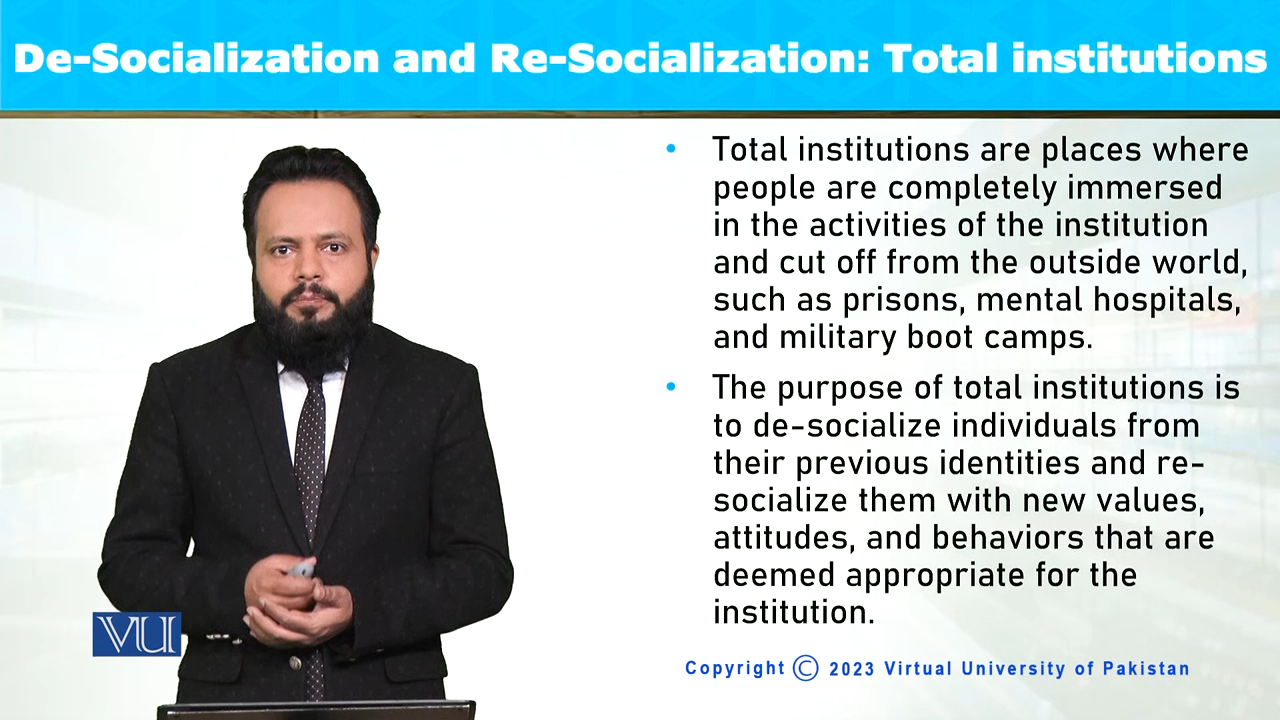 De-Socialization and Re-Socialization: Total institutions
• Total institutions are places where
people are completely immersed
in the activities of the institution
and cut off from the outside world,
such as prisons, mental hospitals,
and military boot camps.
• The purpose of total institutions is
to de-socialize individuals from
their previous identities and re-
socialize them with new values,
attitudes, and behaviors that are
deemed appropriate for the
institution.
VU
Copyright © 2023 Virtual University of Pakistan